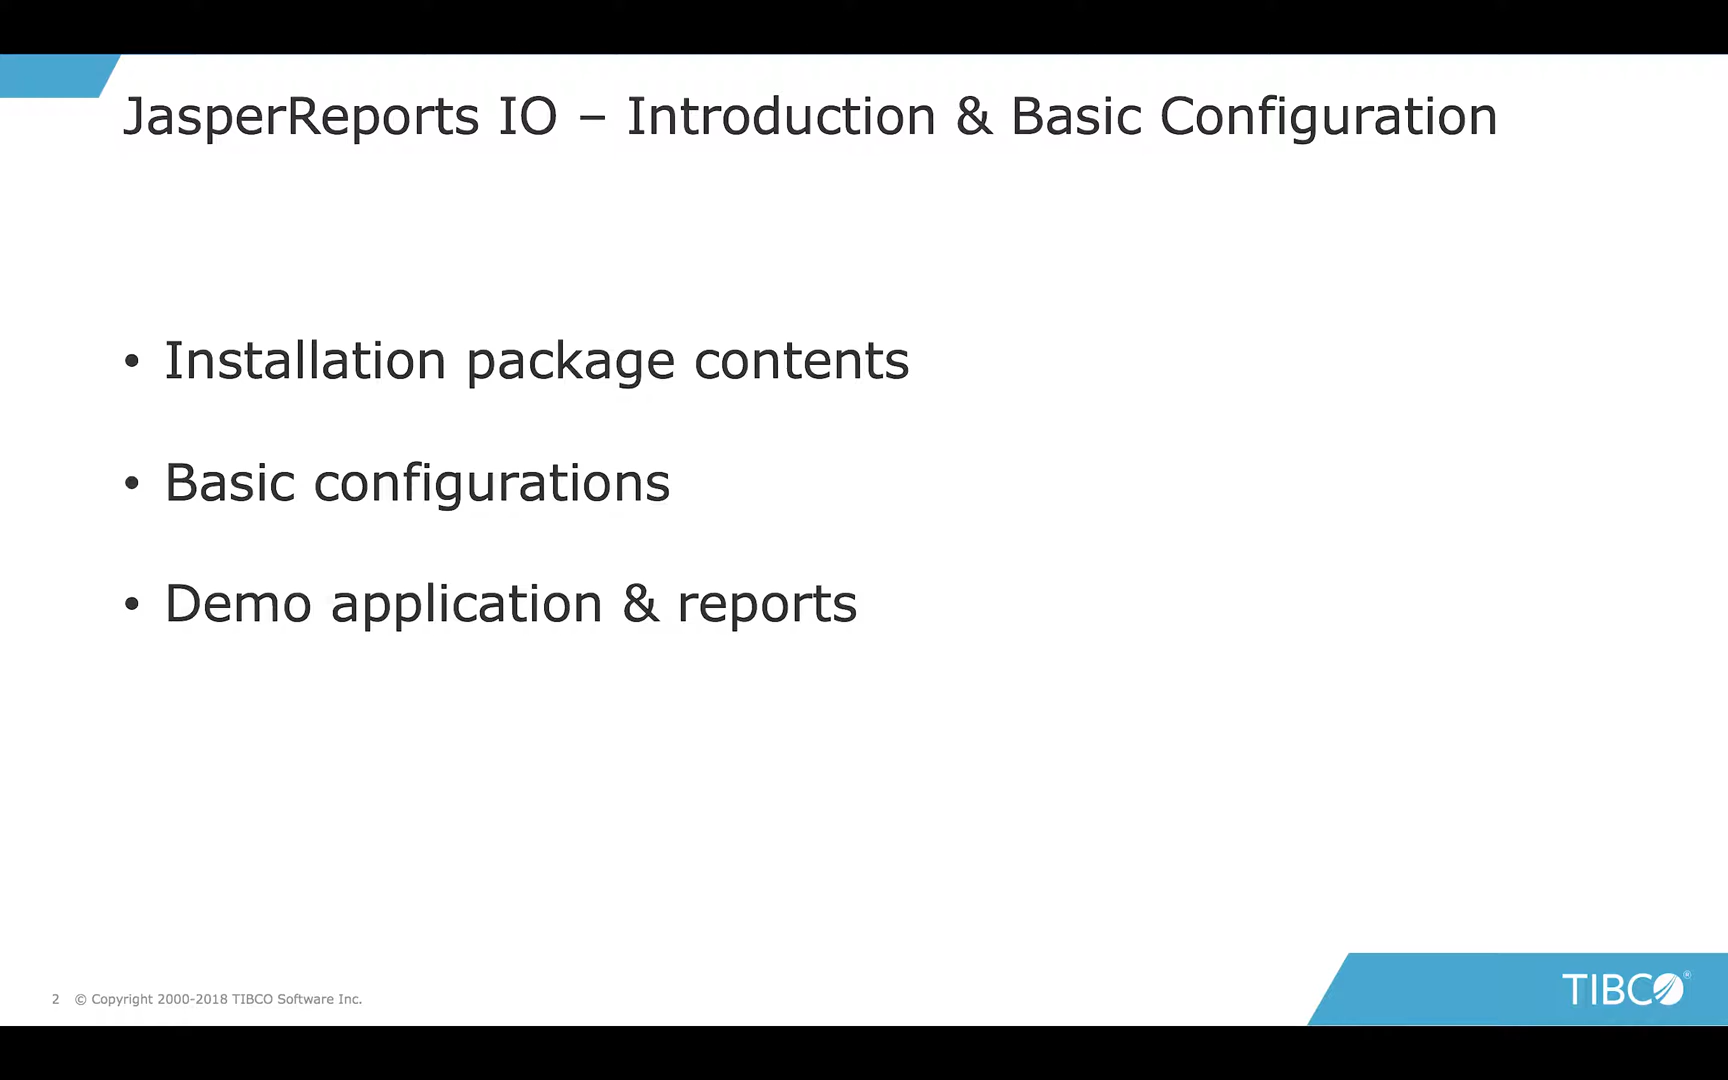 JasperReports IO – Introduction & Basic Configuration
• Installation package contents
• Basic configurations
• Demo application & reports
2 © Copyright 2000-2018 TIBCO Software Inc.
TIBCO®